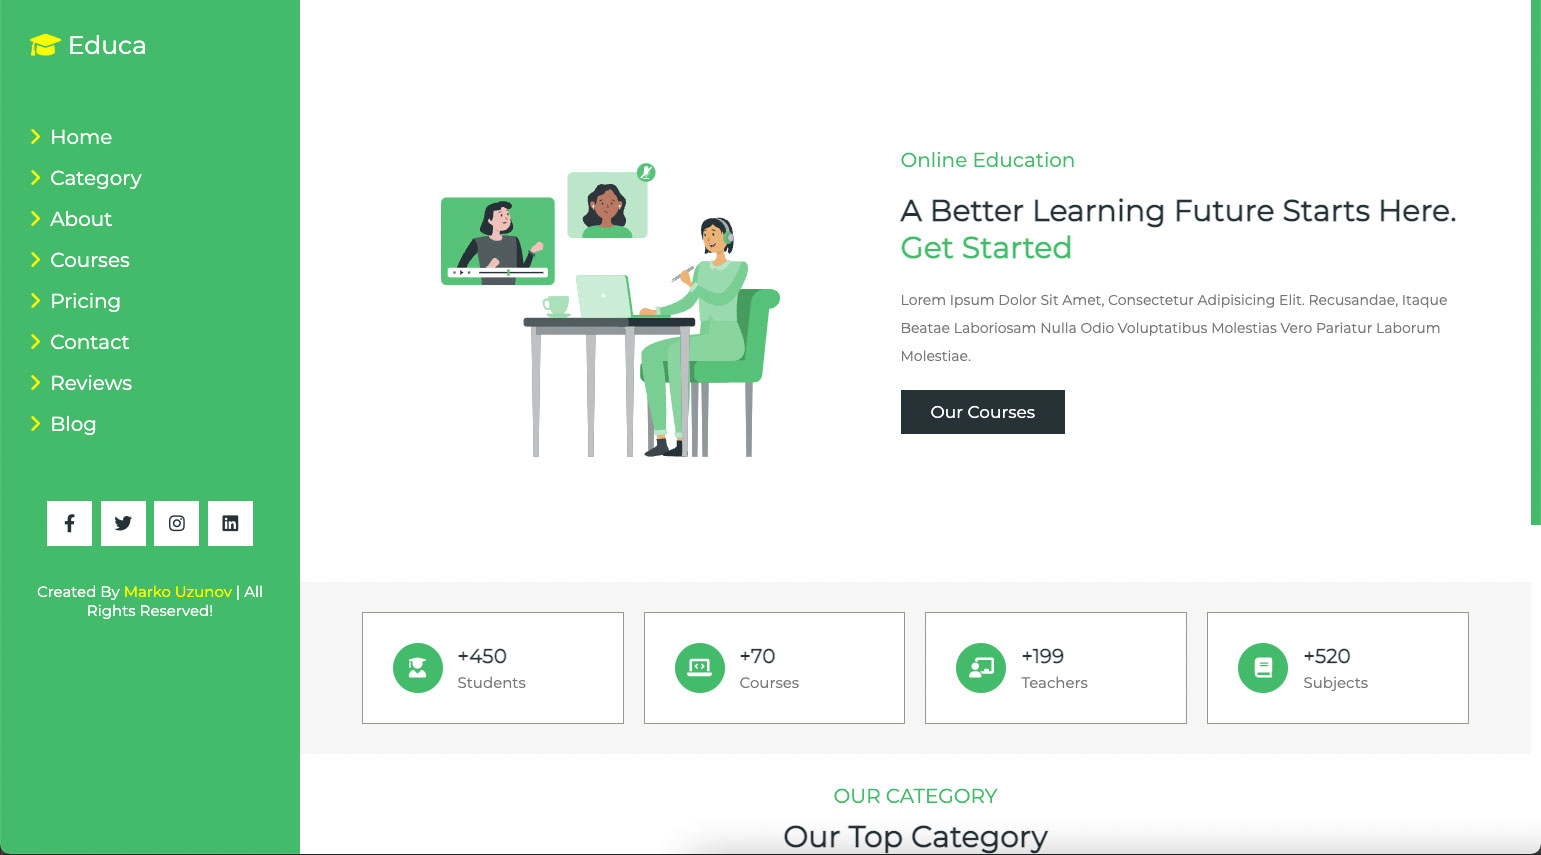 Educa
Home
Category
About
Courses
Pricing
Contact
Reviews
Blog
Created By Marko Uzunov | All
Rights Reserved!
Online Education
A Better Learning Future Starts Here.
Get Started
Lorem Ipsum Dolor Sit Amet, Consectetur Adipisicing Elit. Recusandae, Itaque
Beatae Laboriosam Nulla Odio Voluptatibus Molestias Vero Pariatur Laborum
Molestiae.
Our Courses
+450
Students
+70
Courses
+199
Teachers
+520
Subjects
OUR CATEGORY
Our Top Category